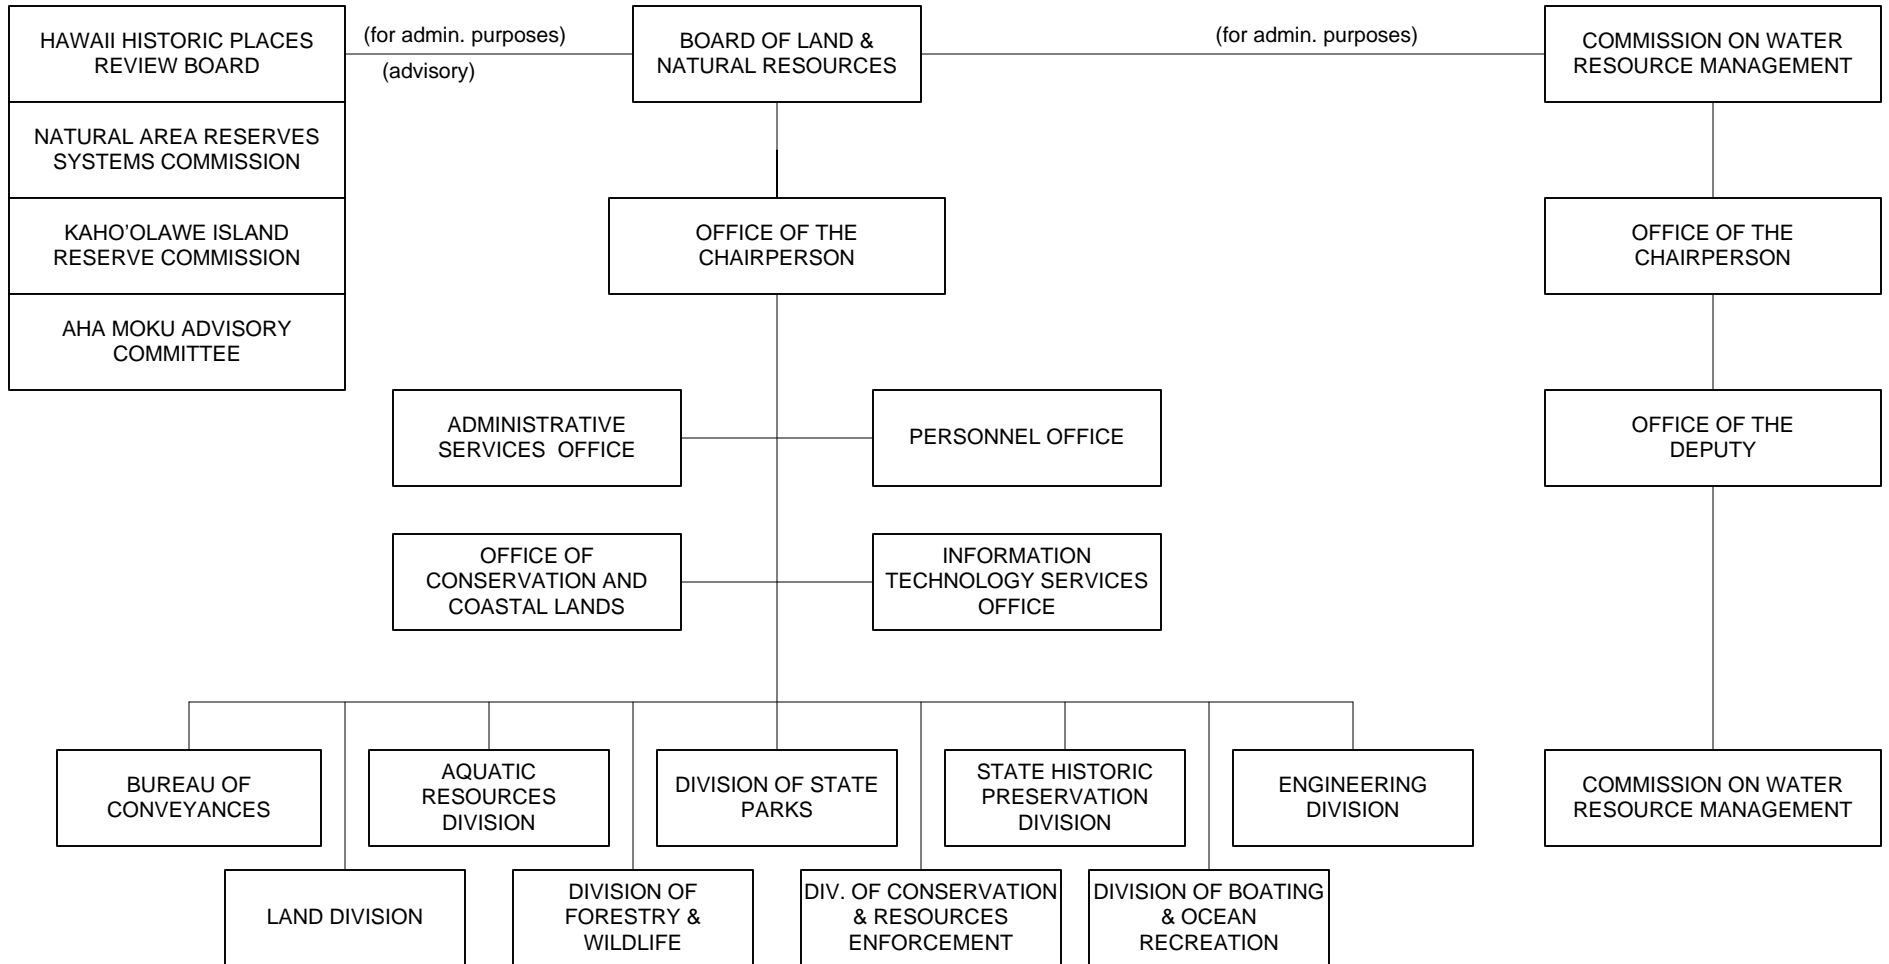 HAWAII HISTORIC PLACES
REVIEW BOARD
(for admin. purposes)
(advisory)
BOARD OF LAND &
NATURAL RESOURCES
(for admin. purposes)
COMMISSION ON WATER
RESOURCE MANAGEMENT
NATURAL AREA RESERVES
SYSTEMS COMMISSION
KAHO’OLAWE ISLAND
RESERVE COMMISSION
AHA MOKU ADVISORY
COMMITTEE
OFFICE OF THE
CHAIRPERSON
OFFICE OF THE
CHAIRPERSON
ADMINISTRATIVE
SERVICES OFFICE
PERSONNEL OFFICE
OFFICE OF THE
DEPUTY
OFFICE OF
CONSERVATION AND
COASTAL LANDS
INFORMATION
TECHNOLOGY SERVICES
OFFICE
BUREAU OF
CONVEYANCES
AQUATIC
RESOURCES
DIVISION
DIVISION OF STATE
PARKS
STATE HISTORIC
PRESERVATION
DIVISION
ENGINEERING
DIVISION
COMMISSION ON WATER
RESOURCE MANAGEMENT
LAND DIVISION
DIVISION OF
FORESTRY &
WILDLIFE
DIV. OF CONSERVATION
& RESOURCES
ENFORCEMENT
DIVISION OF BOATING
& OCEAN
RECREATION